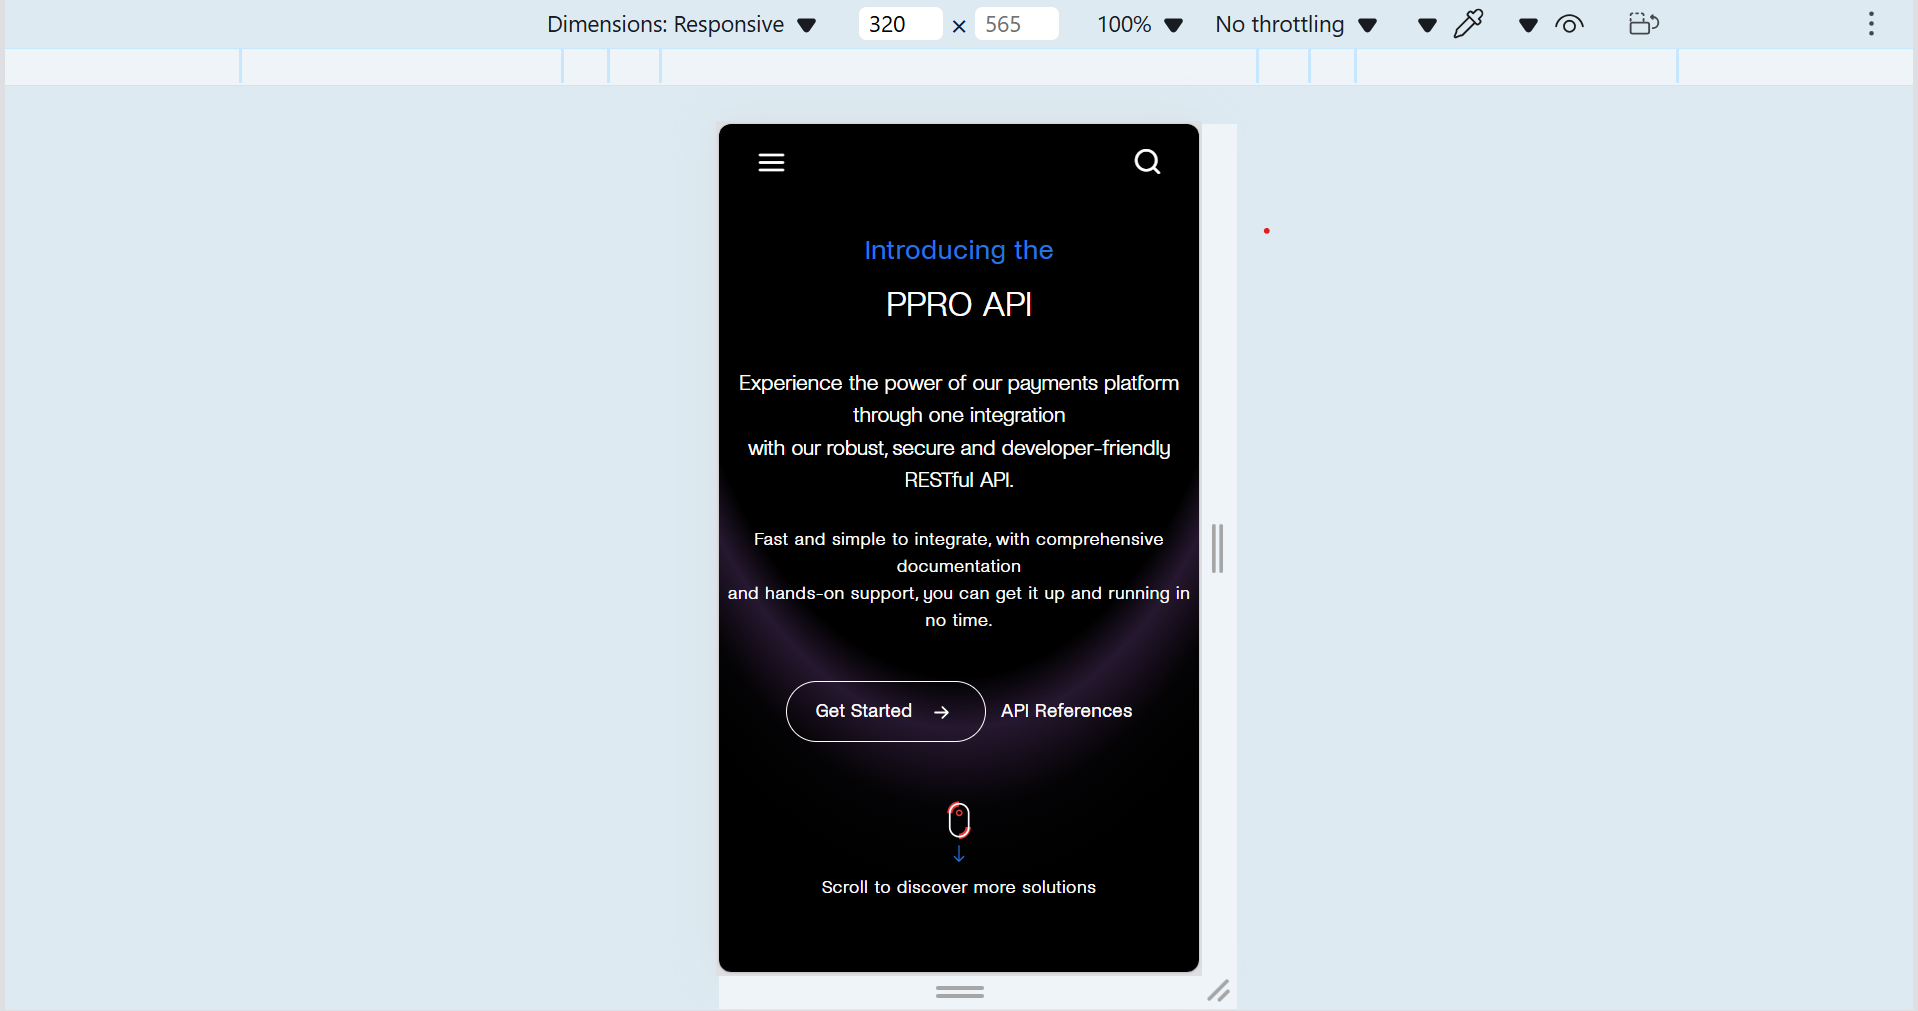 Dimensions: Responsive 320 × 565 100% No throttling
Introducing the
PPRO API
Experience the power of our payments platform
through one integration
with our robust, secure and developer-friendly
RESTful API.
Fast and simple to integrate, with comprehensive
documentation
and hands-on support, you can get it up and running in
no time.
Get Started → API References
Scroll to discover more solutions